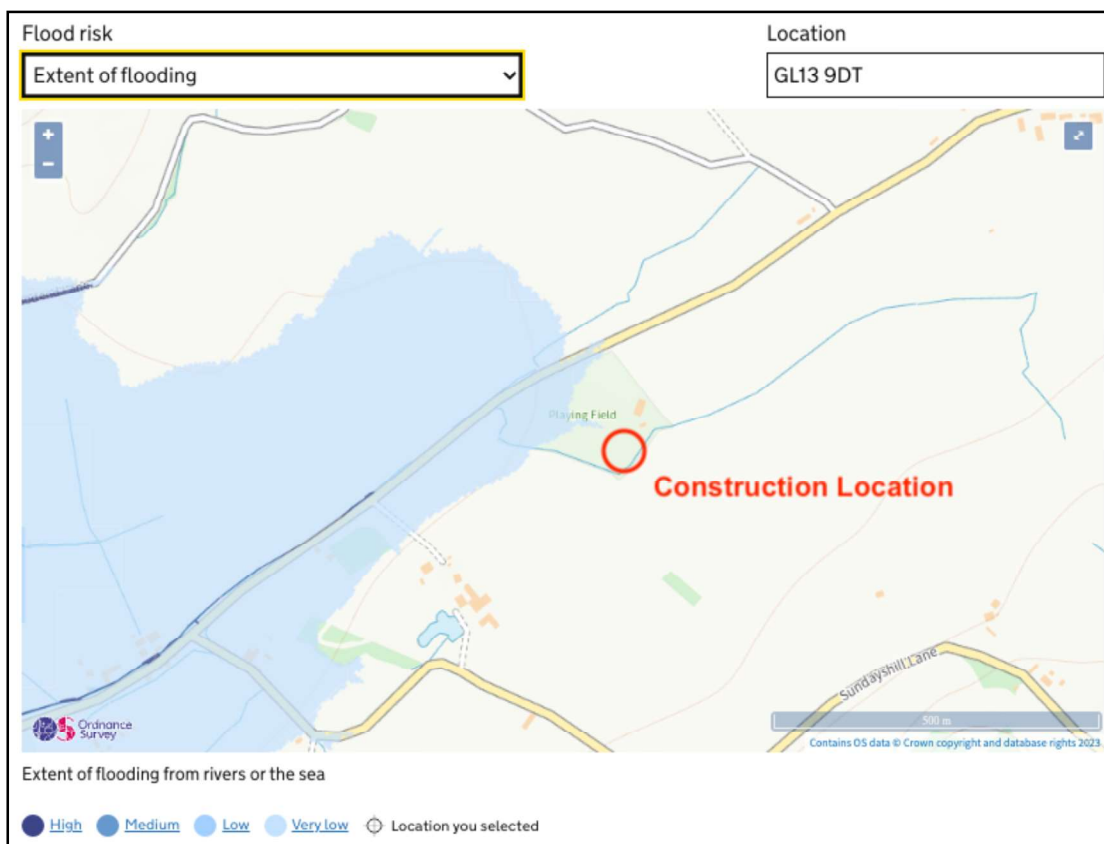 Flood risk
Location
Extent of flooding
GL13 9DT
+
−
Playing Field
Construction Location
Sundayshill Lane
Ordnance
Survey
500 m
Contains OS data © Crown copyright and database rights 2023
Extent of flooding from rivers or the sea
High Medium Low Very low Location you selected